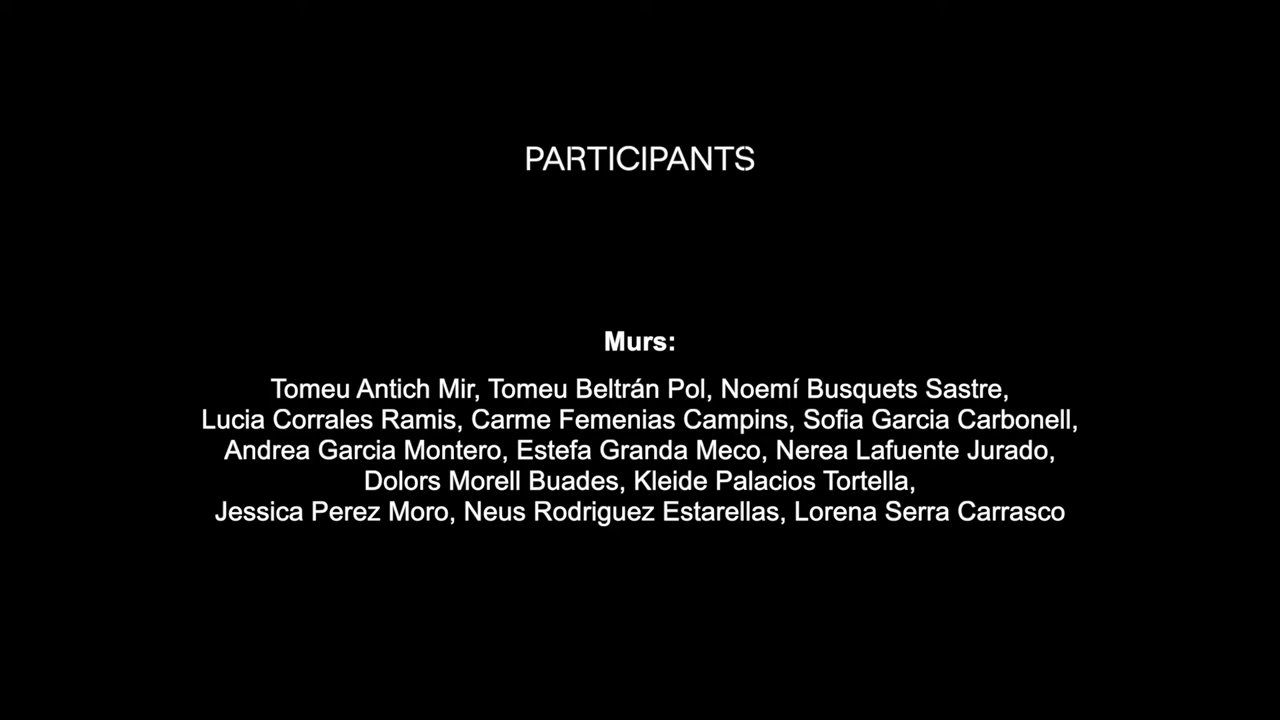 PARTICIPANTS
Murs:
Tomeu Antich Mir, Tomeu Beltrán Pol, Noemí Busquets Sastre,
Lucia Corrales Ramis, Carme Femenias Campins, Sofia Garcia Carbonell,
Andrea Garcia Montero, Estefa Granda Meco, Nerea Lafuente Jurado,
Dolors Morell Buades, Kleide Palacios Tortella,
Jessica Perez Moro, Neus Rodriguez Estarellas, Lorena Serra Carrasco